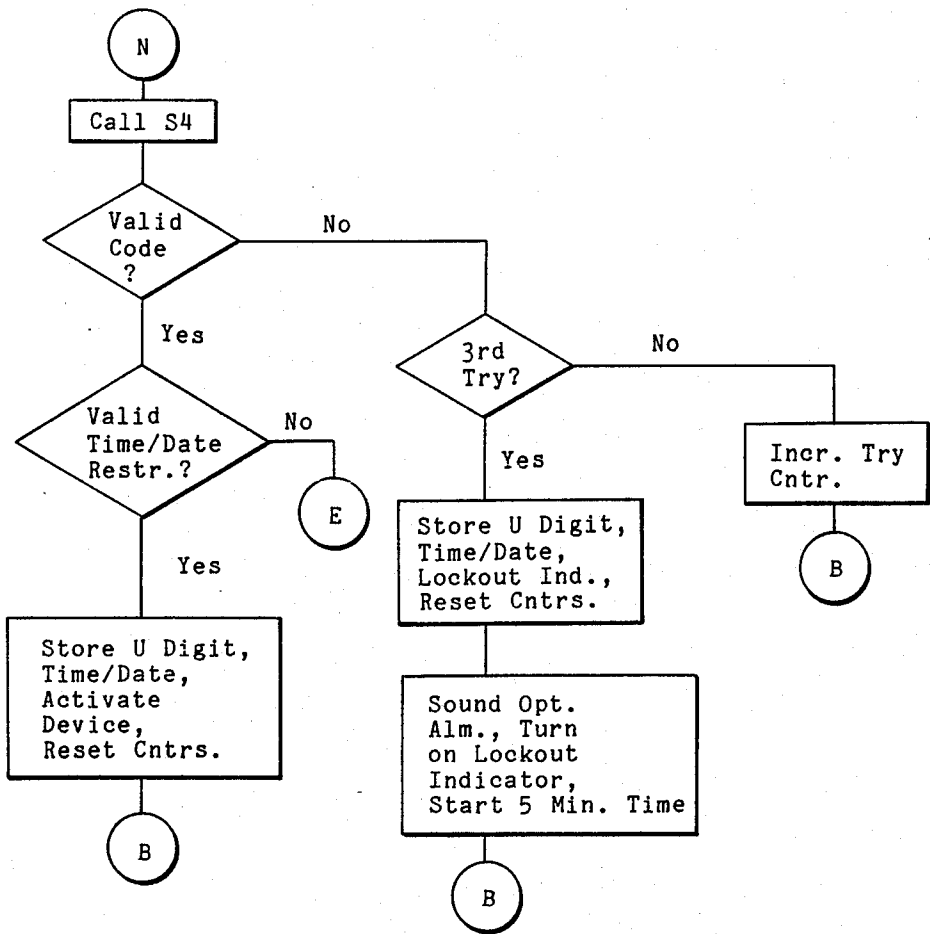 N
Call S4
Valid
Code
?
No
Yes
3rd
Try?
No
Valid
Time/Date
Restr.?
No
E
Yes
Incr. Try
Cntr.
B
Store U Digit,
Time/Date,
Lockout Ind.,
Reset Cntrs.
Yes
Store U Digit,
Time/Date,
Activate
Device,
Reset Cntrs.
B
Sound Opt.
Alm., Turn
on Lockout
Indicator,
Start 5 Min. Time
B